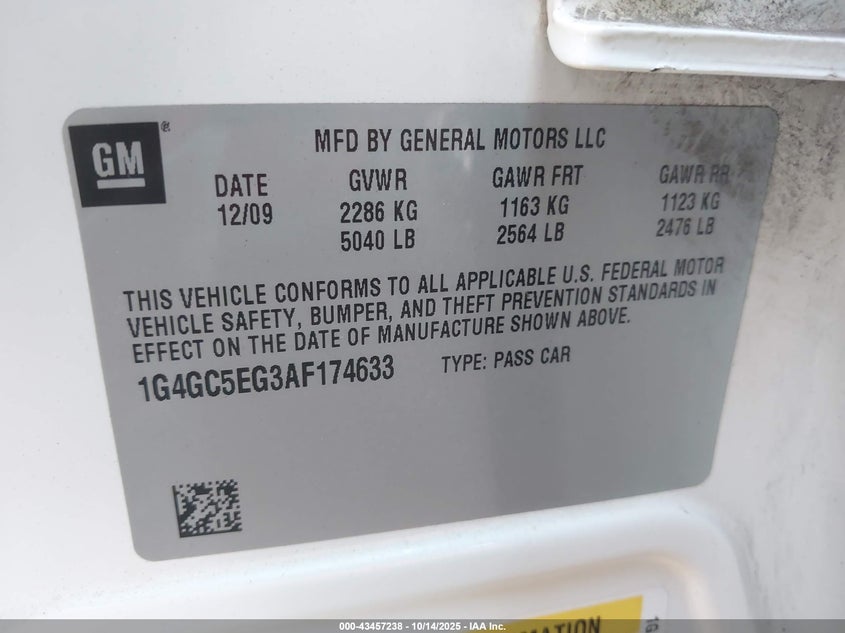 GM
MFD BY GENERAL MOTORS LLC
DATE GVWR GAWR FRT GAWR RR
12/09 2286 KG 1163 KG 1123 KG
5040 LB 2564 LB 2476 LB
THIS VEHICLE CONFORMS TO ALL APPLICABLE U.S. FEDERAL MOTOR
VEHICLE SAFETY, BUMPER, AND THEFT PREVENTION STANDARDS IN
EFFECT ON THE DATE OF MANUFACTURE SHOWN ABOVE.
1G4GC5EG3AF174633 TYPE: PASS CAR
000-43457238 - 10/14/2025 - IAA Inc.